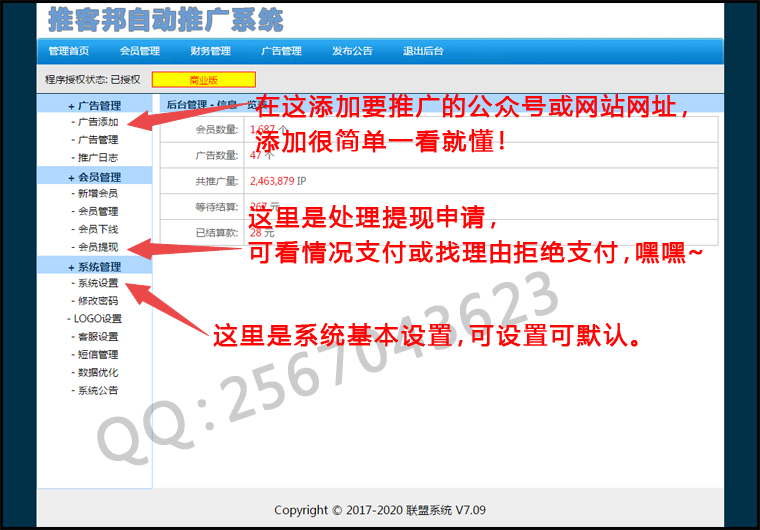 推客邦自动推广系统
管理首页 会员管理 财务管理 广告管理 发布公告 退出后台
程序授权状态: 已授权 商业版
+ 广告管理
- 广告添加
- 广告管理
- 推广日志
+ 会员管理
- 新增会员
- 会员管理
- 会员下线
- 会员提现
+ 系统管理
- 系统设置
- 修改密码
- LOGO设置
- 客服设置
- 短信管理
- 数据优化
- 系统公告
后台管理 - 信息一览
在这添加要推广的公众号或网站网址,
会员数量: 1,687 个
添加很简单一看就懂!
广告数量: 47 个
共推广量: 2,463,879 IP
等待结算: 267 元
这里是处理提现申请,
已结算款: 28 元
可看情况支付或找理由拒绝支付,嘿嘿~
这里是系统基本设置,可设置可默认。
QQ:2567043623
Copyright © 2017-2020 联盟系统 V7.09